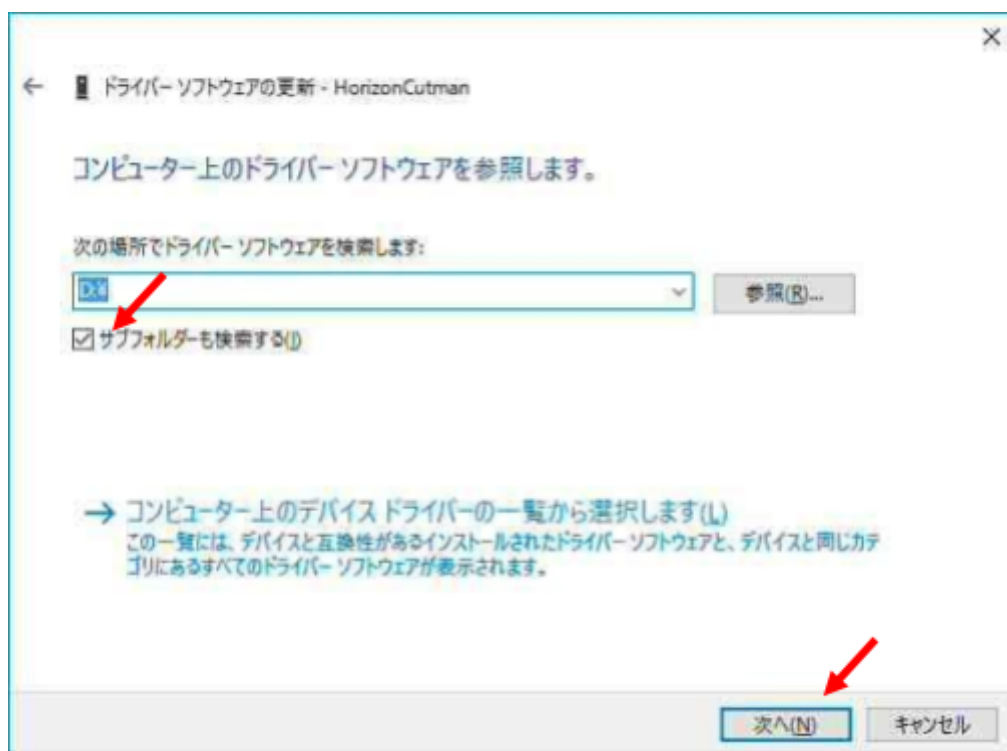 ドライバー ソフトウェアの更新 - HorizonCutman
コンピューター上のドライバー ソフトウェアを参照します。
次の場所でドライバー ソフトウェアを検索します:
D:¥
参照(R)...
サブフォルダーも検索する(I)
コンピューター上のデバイス ドライバーの一覧から選択します(L)
この一覧には、デバイスと互換性があるインストールされたドライバー ソフトウェアと、デバイスと同じカテ
ゴリにあるすべてのドライバー ソフトウェアが表示されます。
次へ(N)
キャンセル